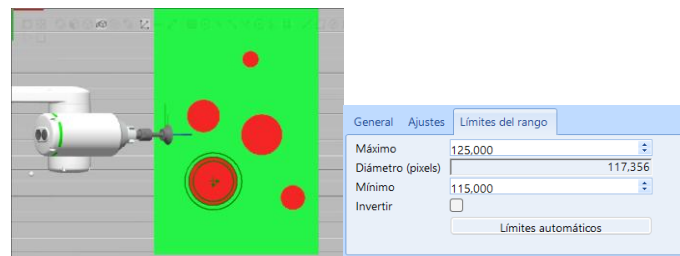 General Ajustes Límites del rango
Máximo 125,000
Diámetro (pixels) 117,356
Mínimo 115,000
Invertir
Límites automáticos